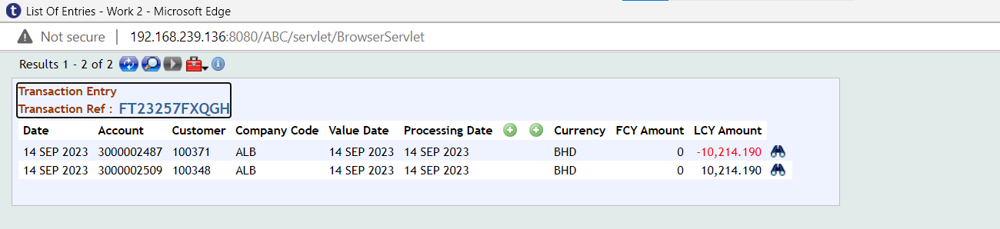 List Of Entries - Work 2 - Microsoft Edge
Not secure | 192.168.239.136:8080/ABC/servlet/BrowserServlet
Results 1 - 2 of 2
Transaction Entry
Transaction Ref : FT23257FXQGH
Date Account Customer Company Code Value Date Processing Date Currency FCY Amount LCY Amount
14 SEP 2023 3000002487 100371 ALB 14 SEP 2023 14 SEP 2023 BHD 0 -10,214.190
14 SEP 2023 3000002509 100348 ALB 14 SEP 2023 14 SEP 2023 BHD 0 10,214.190